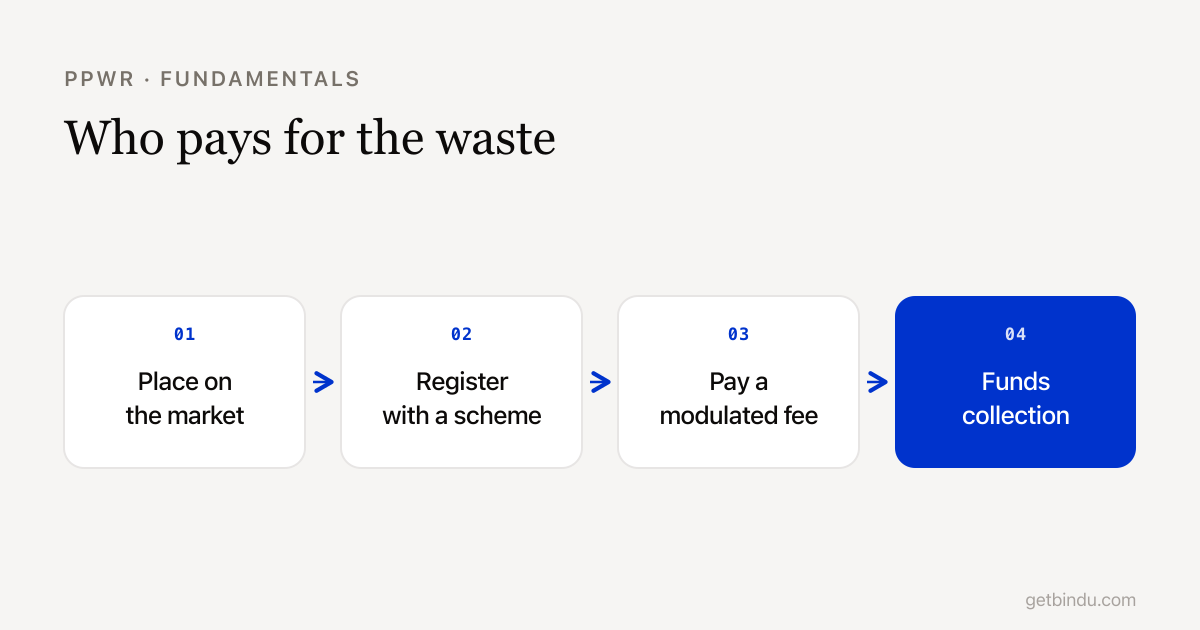 PPWR · FUNDAMENTALS
Who pays for the waste
01
Place on
the market
02
Register
with a scheme
03
Pay a
modulated fee
04
Funds
collection
getbindu.com